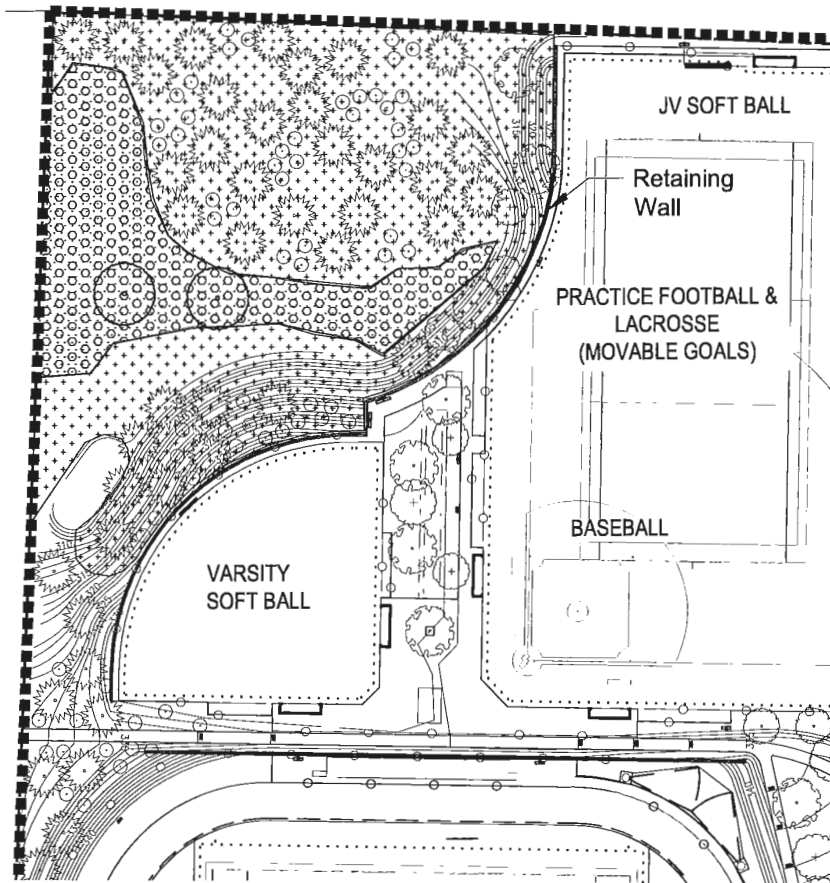 JV SOFT BALL
Retaining
Wall
PRACTICE FOOTBALL &
LACROSSE
(MOVABLE GOALS)
BASEBALL
VARSITY
SOFT BALL